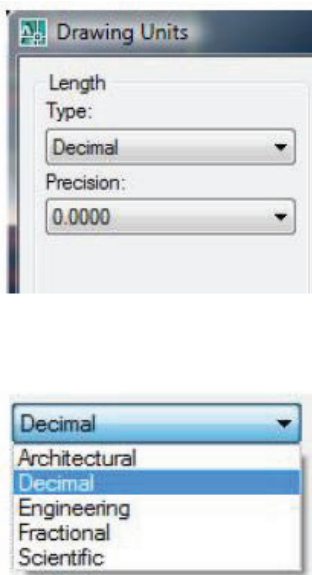 Drawing Units
Length
Type:
Decimal
Precision:
0.0000
Decimal
Architectural
Decimal
Engineering
Fractional
Scientific